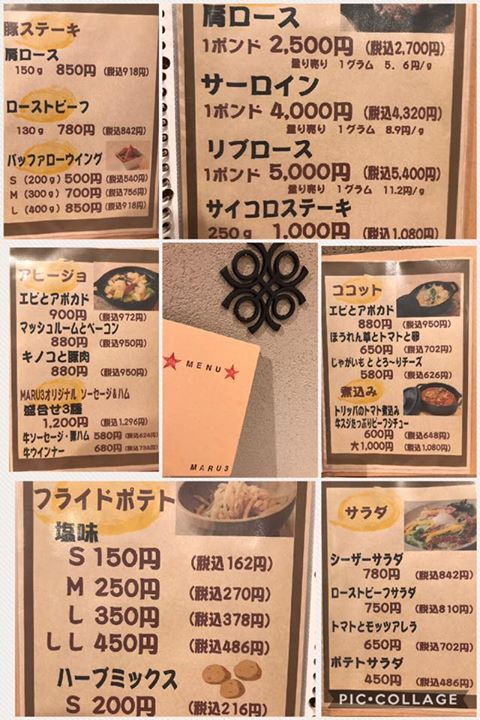 豚ステーキ
肩ロース
150g 850円 (税込918円)
ローストビーフ
130g 780円 (税込842円)
バッファローウイング
S (200g) 500円 (税込540円)
M (300g) 700円 (税込756円)
L (400g) 850円 (税込918円)
肩ロース
1ポンド 2,500円 (税込2,700円)
量り売り 1グラム 5.6円/g
サーロイン
1ポンド 4,000円 (税込4,320円)
量り売り 1グラム 8.9円/g
リブロース
1ポンド 5,000円 (税込5,400円)
量り売り 1グラム 11.2円/g
サイコロステーキ
250g 1,000円 (税込1,080円)
アヒージョ
エビとアボカド
900円 (税込972円)
マッシュルームとベーコン
880円 (税込950円)
キノコと豚肉
880円 (税込950円)
MARU3オリジナル ソーセージ&ハム
盛合せ3種
1,200円 (税込1,296円)
牛ソーセージ・豚ハム 580円 (税込624円)
牛ウインナー 680円 (税込734円)
MENU
MARU3
ココット
エビとアボカド
880円 (税込950円)
ほうれん草とトマトと卵
650円 (税込702円)
じゃがいもととろ~りチーズ
580円 (税込626円)
煮込み
トリッパのトマト煮込み
牛スジたっぷりビーフシチュー
600円 (税込648円)
大1,000円 (税込1,080円)
フライドポテト
塩味
S 150円 (税込162円)
M 250円 (税込270円)
L 350円 (税込378円)
LL 450円 (税込486円)
ハーブミックス
S 200円 (税込216円)
サラダ
シーザーサラダ
780円 (税込842円)
ローストビーフサラダ
750円 (税込810円)
トマトとモッツアレラ
650円 (税込702円)
ポテトサラダ
450円 (税込486円)
PIC•COLLAGE